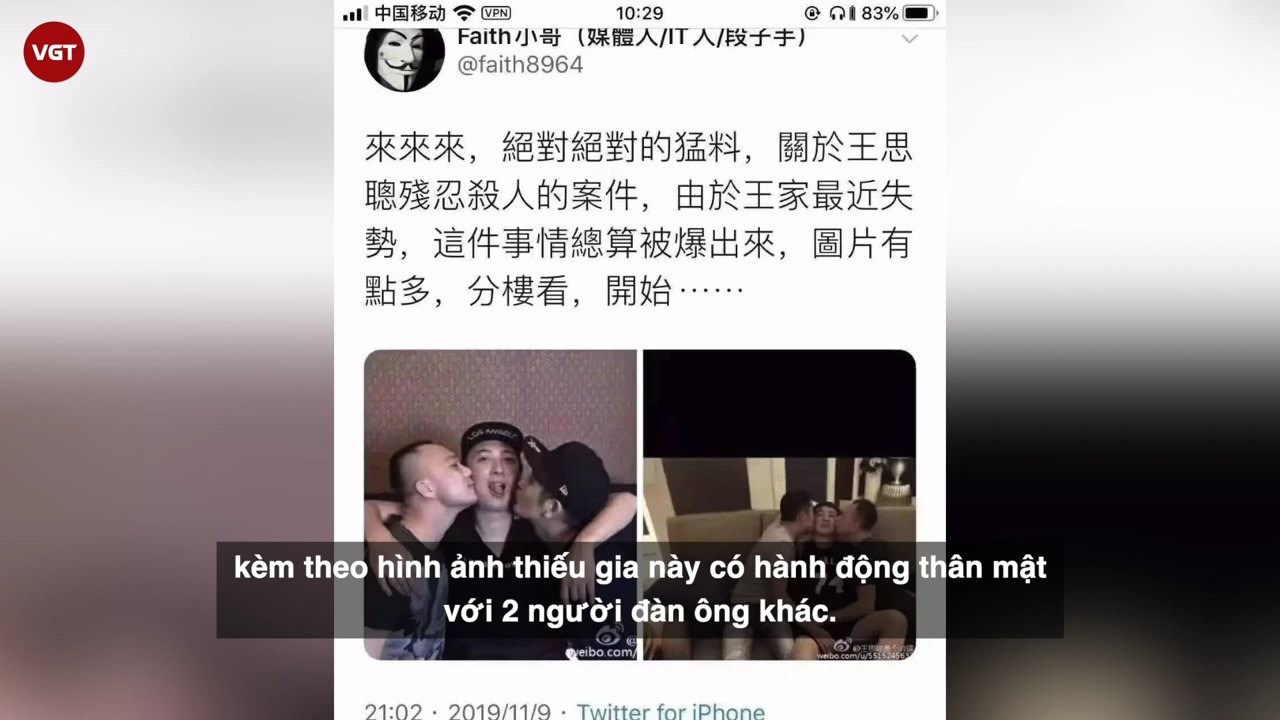 VGT
中国移动
VPN
10:29
83%
Faith小哥（媒體人/IT人/段子手）
@faith8964
來來來，絕對絕對的猛料，關於王思
聰殘忍殺人的案件，由於王家最近失
勢，這件事情總算被爆出來，圖片有
點多，分樓看，開始⋯⋯
LOS ANGELE
kèm theo hình ảnh thiếu gia này có hành động thân mật
với 2 người đàn ông khác.
weibo.com/
21:02 · 2019/11/9 · Twitter for iPhone